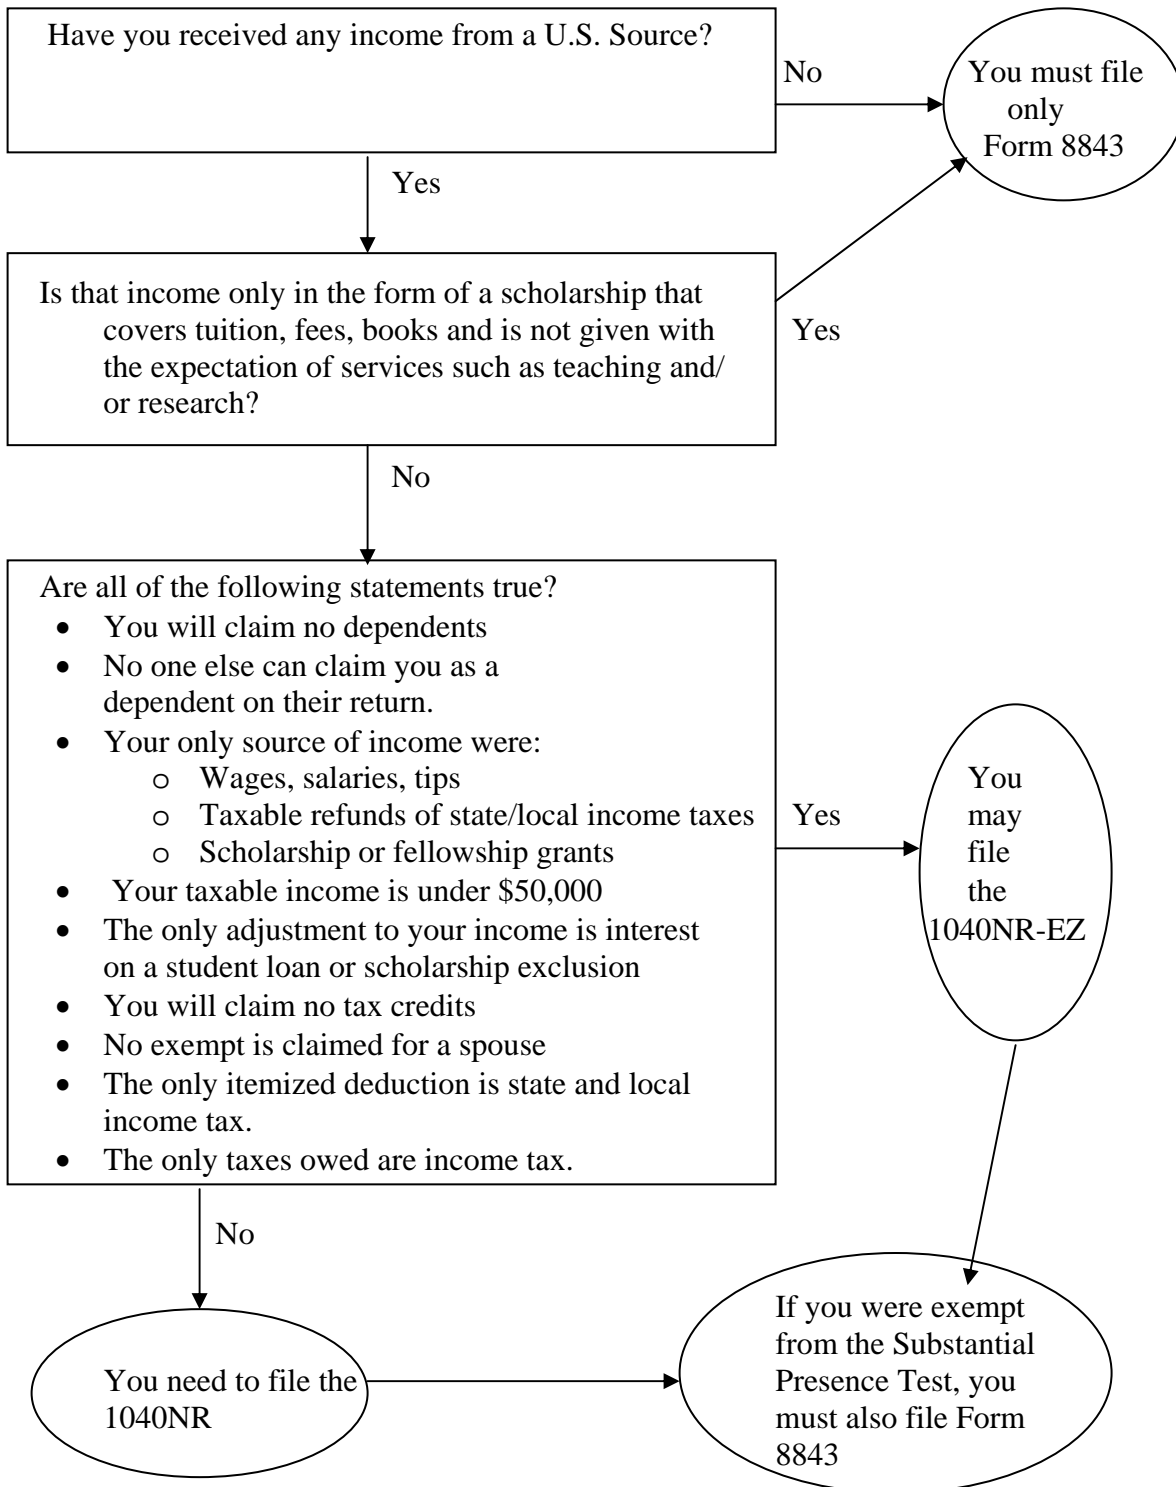 Have you received any income from a U.S. Source?
No
You must file
only
Form 8843
Yes
Is that income only in the form of a scholarship that
covers tuition, fees, books and is not given with
the expectation of services such as teaching and/
or research?
Yes
No
Are all of the following statements true?
• You will claim no dependents
• No one else can claim you as a
dependent on their return.
• Your only source of income were:
o Wages, salaries, tips
o Taxable refunds of state/local income taxes
o Scholarship or fellowship grants
• Your taxable income is under $50,000
• The only adjustment to your income is interest
on a student loan or scholarship exclusion
• You will claim no tax credits
• No exempt is claimed for a spouse
• The only itemized deduction is state and local
income tax.
• The only taxes owed are income tax.
Yes
You
may
file
the
1040NR-EZ
No
You need to file the
1040NR
If you were exempt
from the Substantial
Presence Test, you
must also file Form
8843